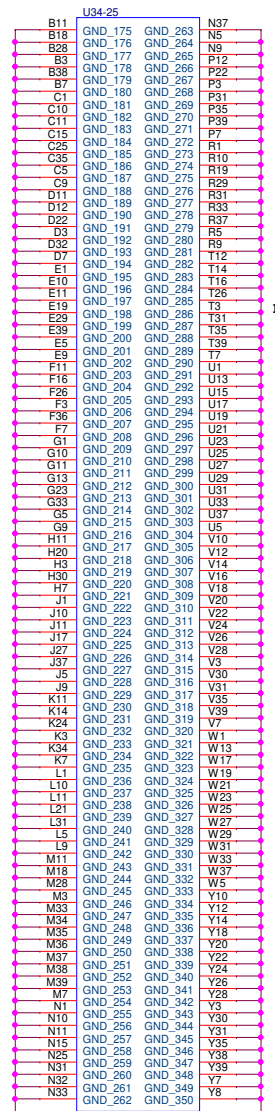 U34-25
B11 GND_175 GND_263 N37
B18 GND_176 GND_264 N5
B28 GND_177 GND_265 N9
B3 GND_178 GND_266 P12
B38 GND_179 GND_267 P22
B7 GND_180 GND_268 P3
C1 GND_181 GND_269 P31
C10 GND_182 GND_270 P35
C11 GND_183 GND_271 P39
C15 GND_184 GND_272 P7
C25 GND_185 GND_273 R1
C35 GND_186 GND_274 R10
C5 GND_187 GND_275 R19
C9 GND_188 GND_276 R29
D11 GND_189 GND_277 R31
D12 GND_190 GND_278 R33
D22 GND_191 GND_279 R37
D3 GND_192 GND_280 R5
D32 GND_193 GND_281 R9
D7 GND_194 GND_282 T12
E1 GND_195 GND_283 T14
E10 GND_196 GND_284 T16
E11 GND_197 GND_285 T26
E19 GND_198 GND_286 T3
E29 GND_199 GND_287 T31
E39 GND_200 GND_288 T35
E5 GND_201 GND_289 T39
E9 GND_202 GND_290 T7
F11 GND_203 GND_291 U1
F16 GND_204 GND_292 U13
F26 GND_205 GND_293 U15
F3 GND_206 GND_294 U17
F36 GND_207 GND_295 U19
F7 GND_208 GND_296 U21
G1 GND_209 GND_297 U23
G10 GND_210 GND_298 U25
G11 GND_211 GND_299 U27
G13 GND_212 GND_300 U29
G23 GND_213 GND_301 U31
G33 GND_214 GND_302 U33
G5 GND_215 GND_303 U37
G9 GND_216 GND_304 U5
H11 GND_217 GND_305 V10
H20 GND_218 GND_306 V12
H3 GND_219 GND_307 V14
H30 GND_220 GND_308 V16
H7 GND_221 GND_309 V18
J1 GND_222 GND_310 V20
J10 GND_223 GND_311 V22
J11 GND_224 GND_312 V24
J17 GND_225 GND_313 V26
J27 GND_226 GND_314 V28
J37 GND_227 GND_315 V3
J5 GND_228 GND_316 V30
J9 GND_229 GND_317 V31
K11 GND_230 GND_318 V35
K14 GND_231 GND_319 V39
K24 GND_232 GND_320 V7
K3 GND_233 GND_321 W1
K34 GND_234 GND_322 W13
K7 GND_235 GND_323 W17
L1 GND_236 GND_324 W19
L10 GND_237 GND_325 W21
L11 GND_238 GND_326 W23
L21 GND_239 GND_327 W25
L31 GND_240 GND_328 W27
L5 GND_241 GND_329 W29
L9 GND_242 GND_330 W31
M11 GND_243 GND_331 W33
M18 GND_244 GND_332 W37
M28 GND_245 GND_333 W5
M3 GND_246 GND_334 Y10
M33 GND_247 GND_335 Y12
M34 GND_248 GND_336 Y14
M35 GND_249 GND_337 Y18
M36 GND_250 GND_338 Y20
M37 GND_251 GND_339 Y22
M38 GND_252 GND_340 Y24
M39 GND_253 GND_341 Y26
M7 GND_254 GND_342 Y28
N1 GND_255 GND_343 Y3
N10 GND_256 GND_344 Y30
N11 GND_257 GND_345 Y31
N15 GND_258 GND_346 Y35
N25 GND_259 GND_347 Y38
N31 GND_260 GND_348 Y39
N32 GND_261 GND_349 Y7
N33 GND_262 GND_350 Y8